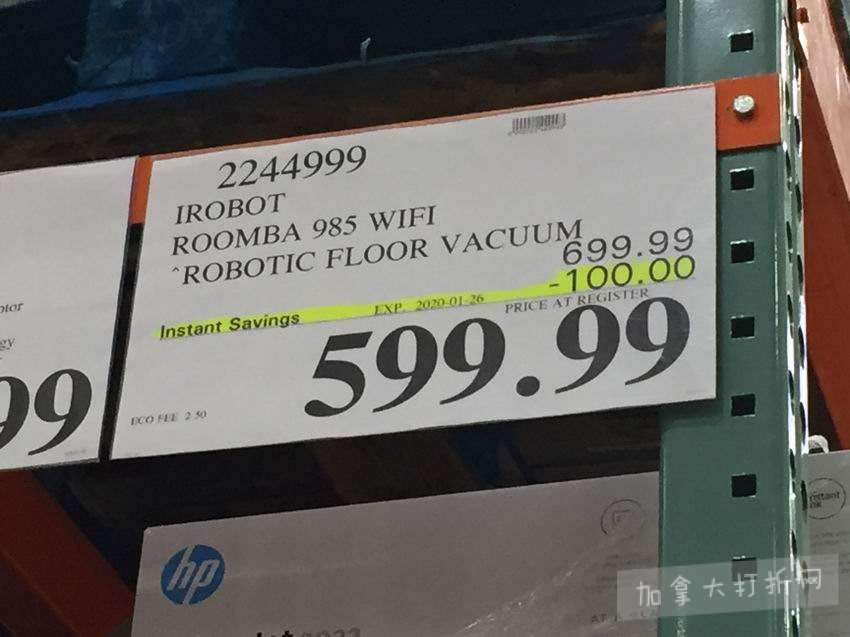 2244999
IROBOT
ROOMBA 985 WIFI
^ROBOTIC FLOOR VACUUM
699.99
-100.00
Instant Savings EXP. 2020-01-26 PRICE AT REGISTER
599.99
ECO FEE 2.50
99
hp
加拿大打折网